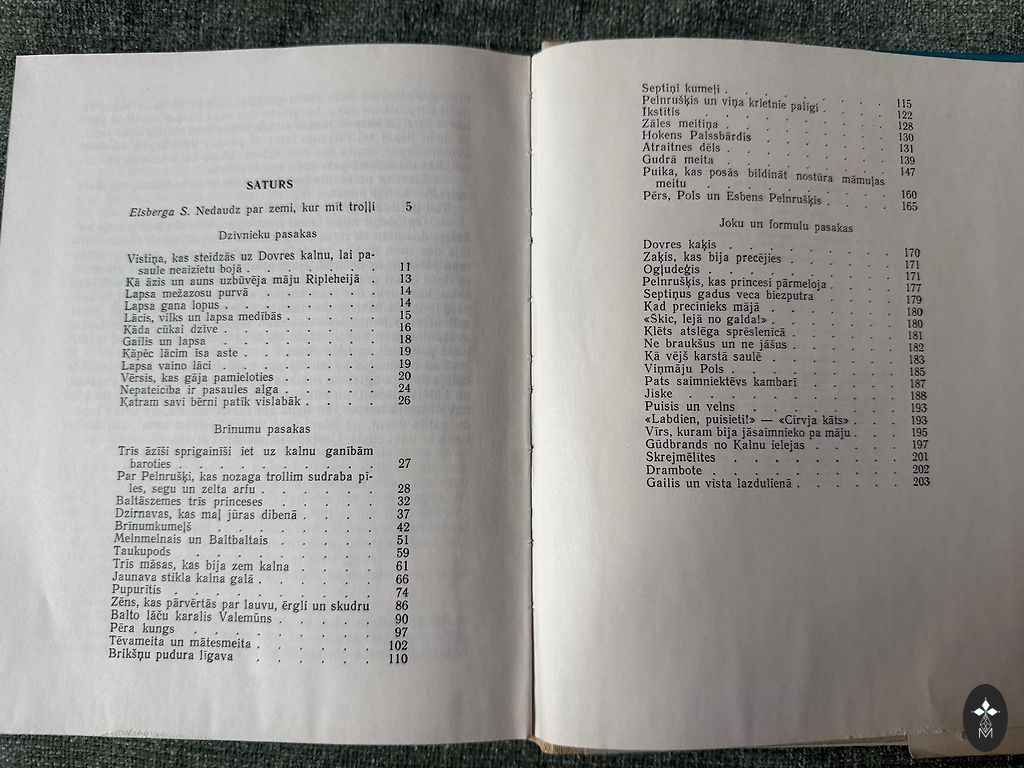 SATURS
Elsberga S. Nedaudz par zemi, kur mīt troļļi 5
Dzīvnieku pasakas
Vistiņa, kas steidzās uz Dovres kalnu, lai pa-
saule neaizietu bojā . . . . . . . 11
Kā āzis un auns uzbūvēja māju Ripleheijā . 13
Lapsa mežazosu purvā . . . . . . 14
Lapsa gana lopus . . . . . . . . 14
Lācis, vilks un lapsa medībās . . . . . 15
Kāda cūkai dzīve . . . . . . . . 16
Gailis un lapsa . . . . . . . . 18
Kāpēc lācim īsa aste . . . . . . . 19
Lapsa vaino lāci . . . . . . . . 19
Vērsis, kas gāja pamieloties . . . . . 20
Nepateicība ir pasaules alga . . . . . 24
Katram savi bērni patīk vislabāk . . . . 26
Brīnumu pasakas
Trīs āzīši sprigainīši iet uz kalnu ganībām
baroties . . . . . . . . . 27
Par Pelnrušķi, kas nozaga trollim sudraba pī-
les, segu un zelta arfu . . . . . . 28
Baltāszemes trīs princeses . . . . . 32
Dzirnavas, kas maļ jūras dibenā . . . . 37
Brīnumkumeļš . . . . . . . . 42
Melnmelnais un Baltbaltais . . . . . 51
Taukupods . . . . . . . . . 59
Trīs māsas, kas bija zem kalna . . . . 61
Jaunava stikla kalna galā . . . . . . 66
Pupurītis . . . . . . . . . 74
Zēns, kas pārvērtās par lauvu, ērgli un skudru 86
Balto lāču karalis Valemūns . . . . . 90
Pēra kungs . . . . . . . . . 97
Tēvameita un mātesmeita . . . . . . 102
Brikšņu pudura līgava . . . . . . 110
Septiņi kumeļi . . . . . . . . 115
Pelnrušķis un viņa krietnie palīgi . . . . 122
Īkstītis . . . . . . . . . 128
Zāles meitiņa . . . . . . . . 130
Hokens Palssbārdis . . . . . . . 131
Atraitnes dēls . . . . . . . . 139
Gudrā meita . . . . . . . . 147
Puika, kas posās bildināt nostūra māmuļas
meitu . . . . . . . . . 160
Pērs, Pols un Esbens Pelnrušķis . . . . 165
Joku un formulu pasakas
Dovres kaķis . . . . . . . . 170
Zaķis, kas bija precējies . . . . . . 171
Ogļudeģis . . . . . . . . . 171
Pelnrušķis, kas princesi pārmeloja . . . . 177
Septiņus gadus veca biezputra . . . . . 179
Kad precinieks mājā . . . . . . . 180
«Skic, lejā no galda!» . . . . . . . 180
Klēts atslēga sprēslenīcā . . . . . . 181
Ne braukšus un ne jāšus . . . . . . 182
Kā vējš karstā saulē . . . . . . . 183
Viņmāju Pols . . . . . . . . 185
Pats saimniektēvs kambarī . . . . . 187
Jiske . . . . . . . . . . 188
Puisis un velns . . . . . . . . 193
«Labdien, puisieti!» — «Cirvja kāts» . . . 193
Vīrs, kuram bija jāsaimnieko pa māju . . . 195
Gūdbrands no Kalnu ielejas . . . . . 197
Skrejmēlītes . . . . . . . . 201
Drambote . . . . . . . . . 202
Gailis un vista lazdulienā . . . . . . 203
M